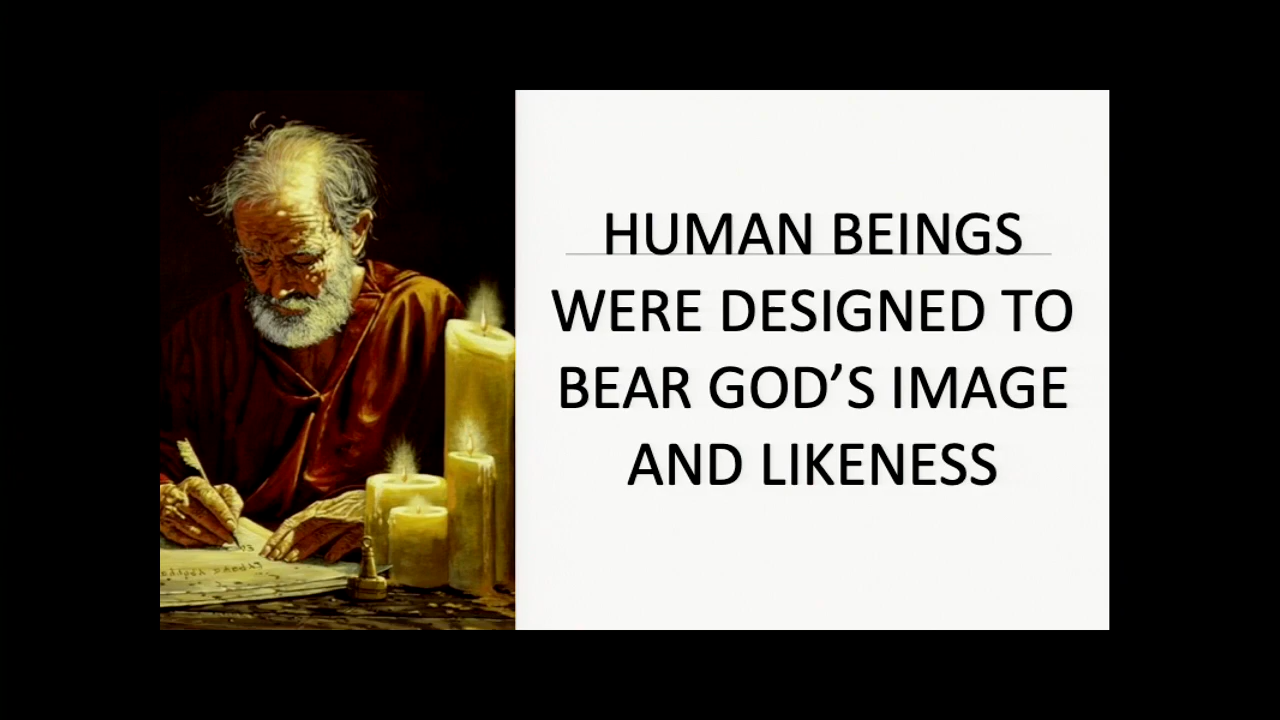 HUMAN BEINGS
WERE DESIGNED TO
BEAR GOD’S IMAGE
AND LIKENESS